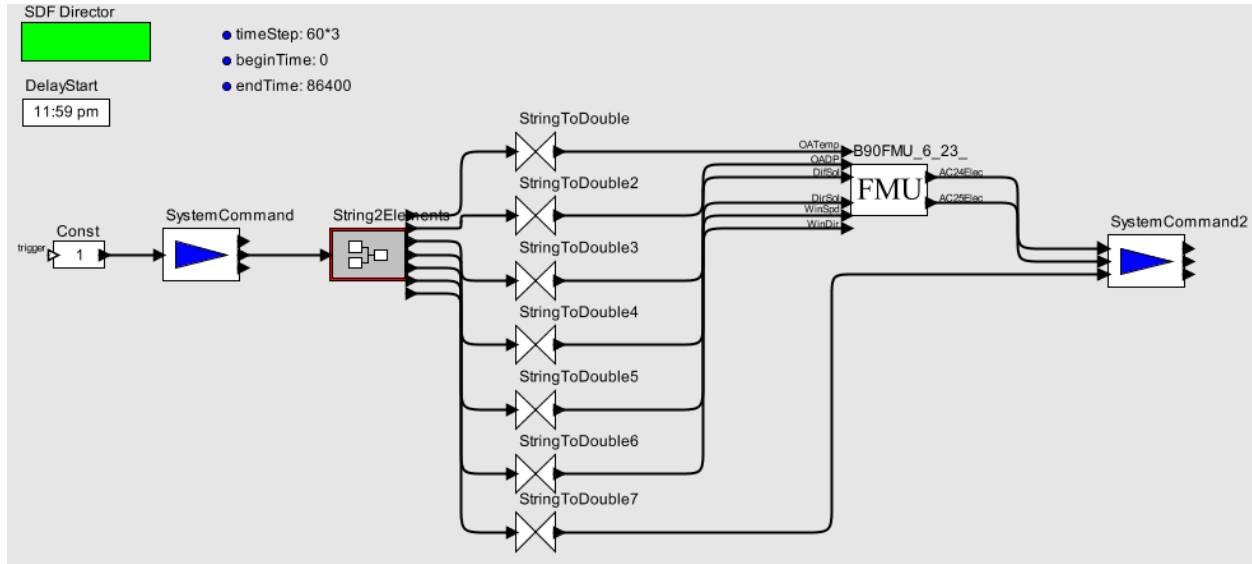 SDF Director
timeStep: 60*3
beginTime: 0
endTime: 86400
DelayStart
11:59 pm
StringToDouble
OATemp
B90FMU_6_23_
OADP
DifSol
FMU
AC24Elec
StringToDouble2
DirSol
AC25Elec
WinSpd
WinDir
Const
trigger
1
SystemCommand
String2Elements
StringToDouble3
SystemCommand2
StringToDouble4
StringToDouble5
StringToDouble6
StringToDouble7